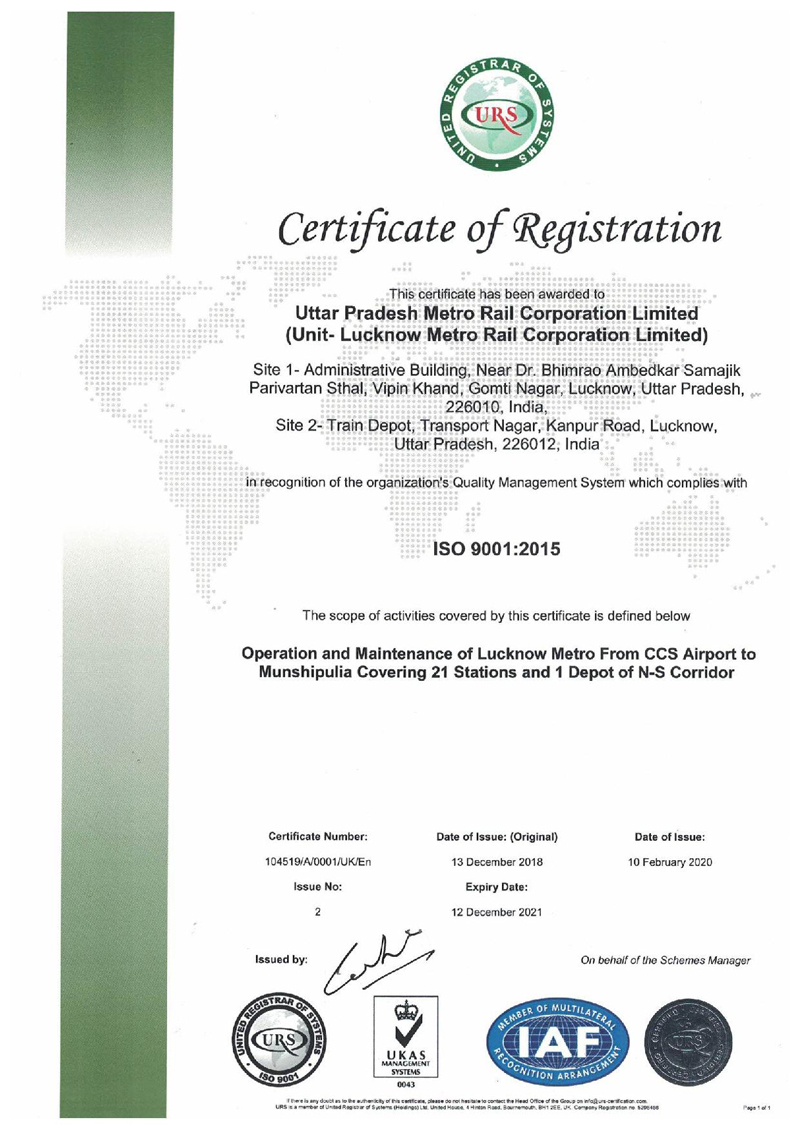 UNITED REGISTRAR OF SYSTEMS
URS
Certificate of Registration
This certificate has been awarded to
Uttar Pradesh Metro Rail Corporation Limited
(Unit- Lucknow Metro Rail Corporation Limited)
Site 1- Administrative Building, Near Dr. Bhimrao Ambedkar Samajik
Parivartan Sthal, Vipin Khand, Gomti Nagar, Lucknow, Uttar Pradesh,
226010, India,
Site 2- Train Depot, Transport Nagar, Kanpur Road, Lucknow,
Uttar Pradesh, 226012, India
in recognition of the organization's Quality Management System which complies with
ISO 9001:2015
The scope of activities covered by this certificate is defined below
Operation and Maintenance of Lucknow Metro From CCS Airport to
Munshipulia Covering 21 Stations and 1 Depot of N-S Corridor
Certificate Number: Date of Issue: (Original) Date of Issue:
104519/A/0001/UK/En 13 December 2018 10 February 2020
Issue No: Expiry Date:
2 12 December 2021
Issued by: On behalf of the Schemes Manager
UNITED REGISTRAR OF SYSTEMS
URS
ISO 9001
UKAS
MANAGEMENT
SYSTEMS
0043
MEMBER OF MULTILATERAL
IAF
RECOGNITION ARRANGEMENT
URS
If there is any doubt as to the authenticity of this certificate, please do not hesitate to contact the Head Office of the Group on info@urs-certification.com.
URS is a member of United Registrar of Systems (Holdings) Ltd, United House, 4 Hinton Road, Bournemouth, BH1 2EE, UK. Company Registration no. 5298466
Page 1 of 1